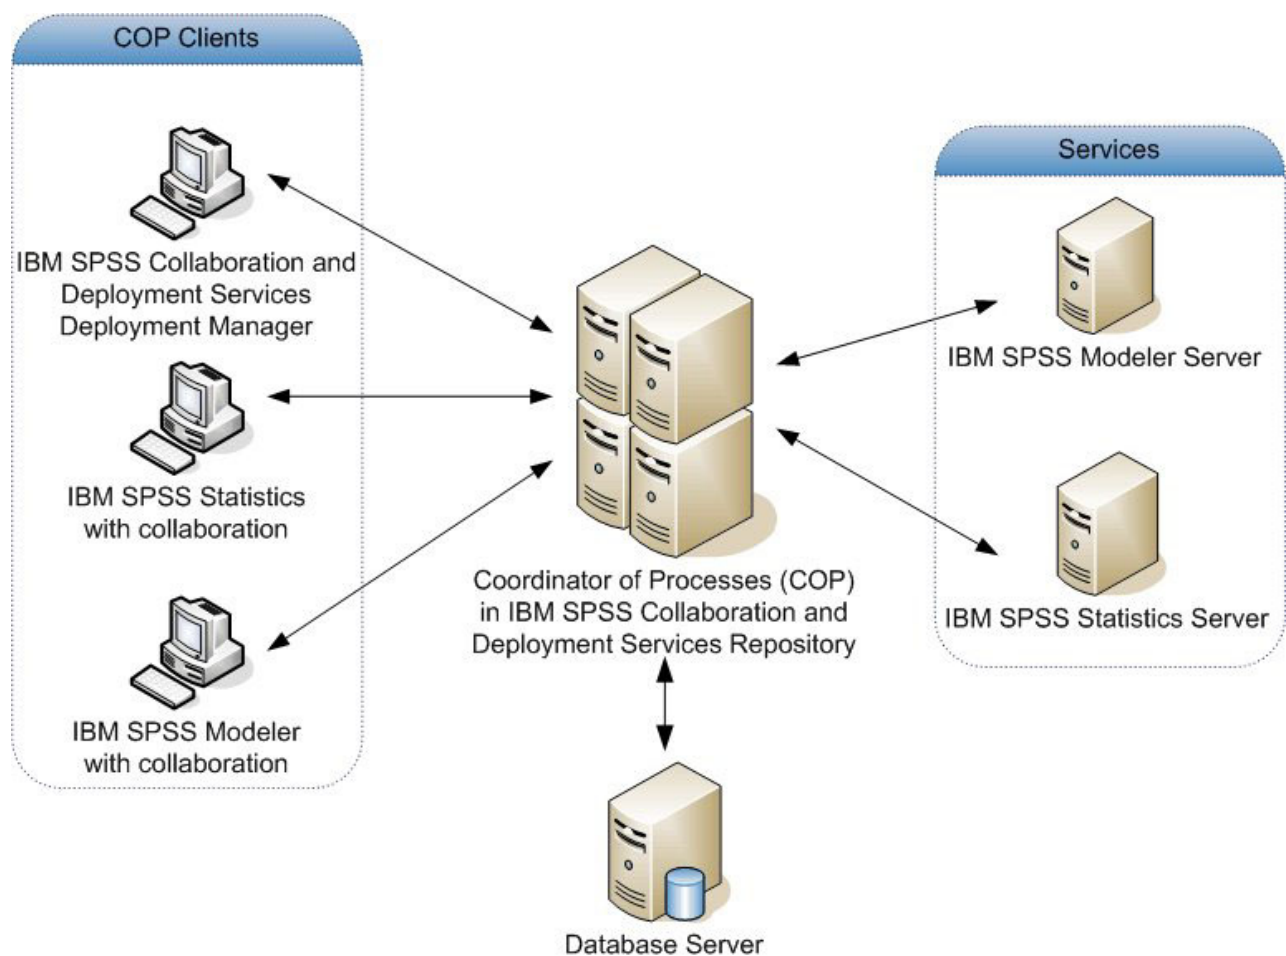 COP Clients
IBM SPSS Collaboration and
Deployment Services
Deployment Manager
IBM SPSS Statistics
with collaboration
IBM SPSS Modeler
with collaboration
Coordinator of Processes (COP)
in IBM SPSS Collaboration and
Deployment Services Repository
Database Server
Services
IBM SPSS Modeler Server
IBM SPSS Statistics Server